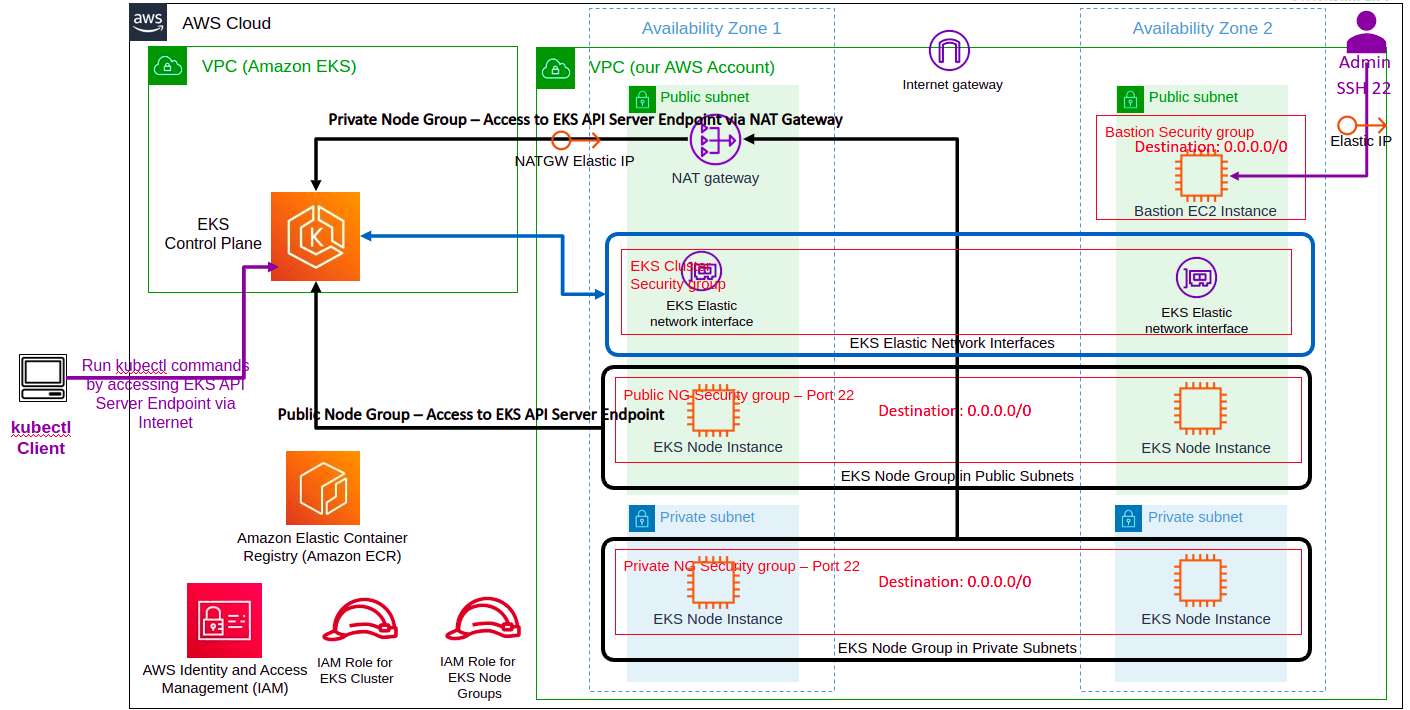 aws
AWS Cloud
Availability Zone 1
Availability Zone 2
VPC (Amazon EKS)
VPC (our AWS Account)
Internet gateway
Admin
SSH 22
Public subnet
Public subnet
Private Node Group – Access to EKS API Server Endpoint via NAT Gateway
NATGW Elastic IP
NAT gateway
Bastion Security group
Destination: 0.0.0.0/0
Elastic IP
Bastion EC2 Instance
EKS
Control Plane
K
EKS Cluster
Security group
EKS Elastic
network interface
EKS Elastic
network interface
EKS Elastic Network Interfaces
Run kubectl commands
by accessing EKS API
Server Endpoint via
Internet
kubectl
Client
Public Node Group – Access to EKS API Server Endpoint
Public NG Security group – Port 22
Destination: 0.0.0.0/0
EKS Node Instance
EKS Node Instance
EKS Node Group in Public Subnets
Amazon Elastic Container
Registry (Amazon ECR)
Private subnet
Private subnet
Private NG Security group – Port 22
Destination: 0.0.0.0/0
EKS Node Instance
EKS Node Instance
EKS Node Group in Private Subnets
AWS Identity and Access
Management (IAM)
IAM Role for
EKS Cluster
IAM Role for
EKS Node
Groups